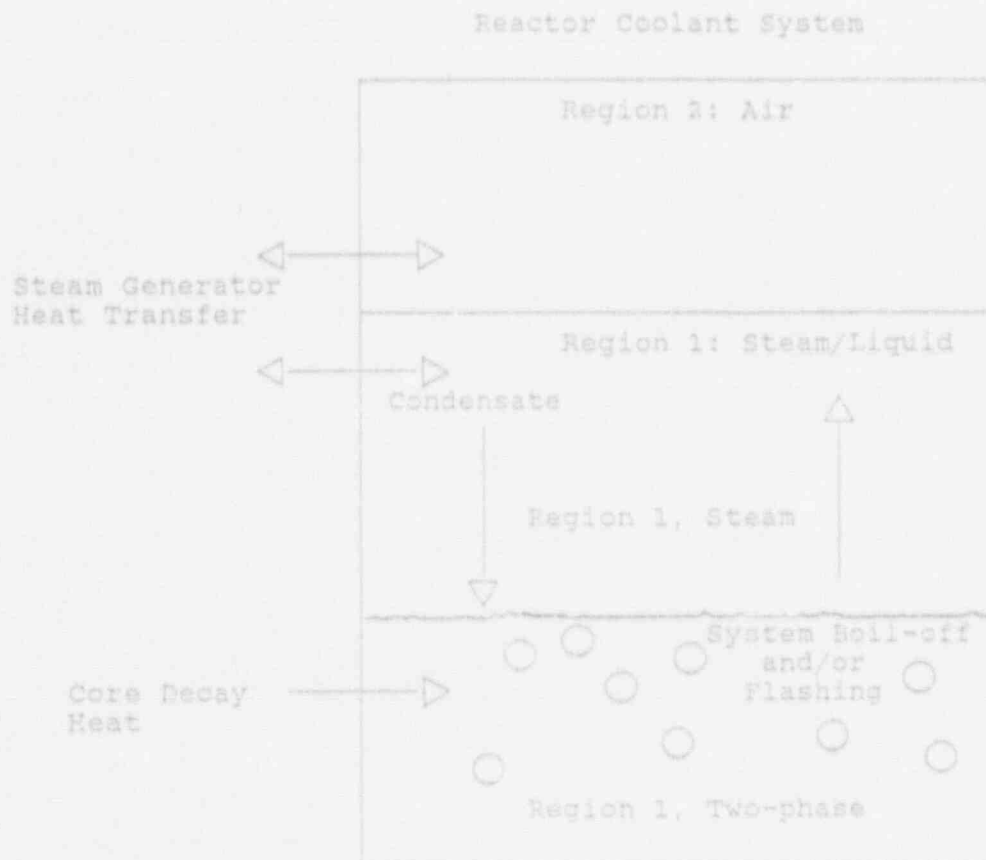 Reactor Coolant System
Region 2: Air
Steam Generator
Heat Transfer
Region 1: Steam/Liquid
Condensate
Region 1, Steam
System Boil-off
and/or
Flashing
Core Decay
Heat
Region 1, Two-phase